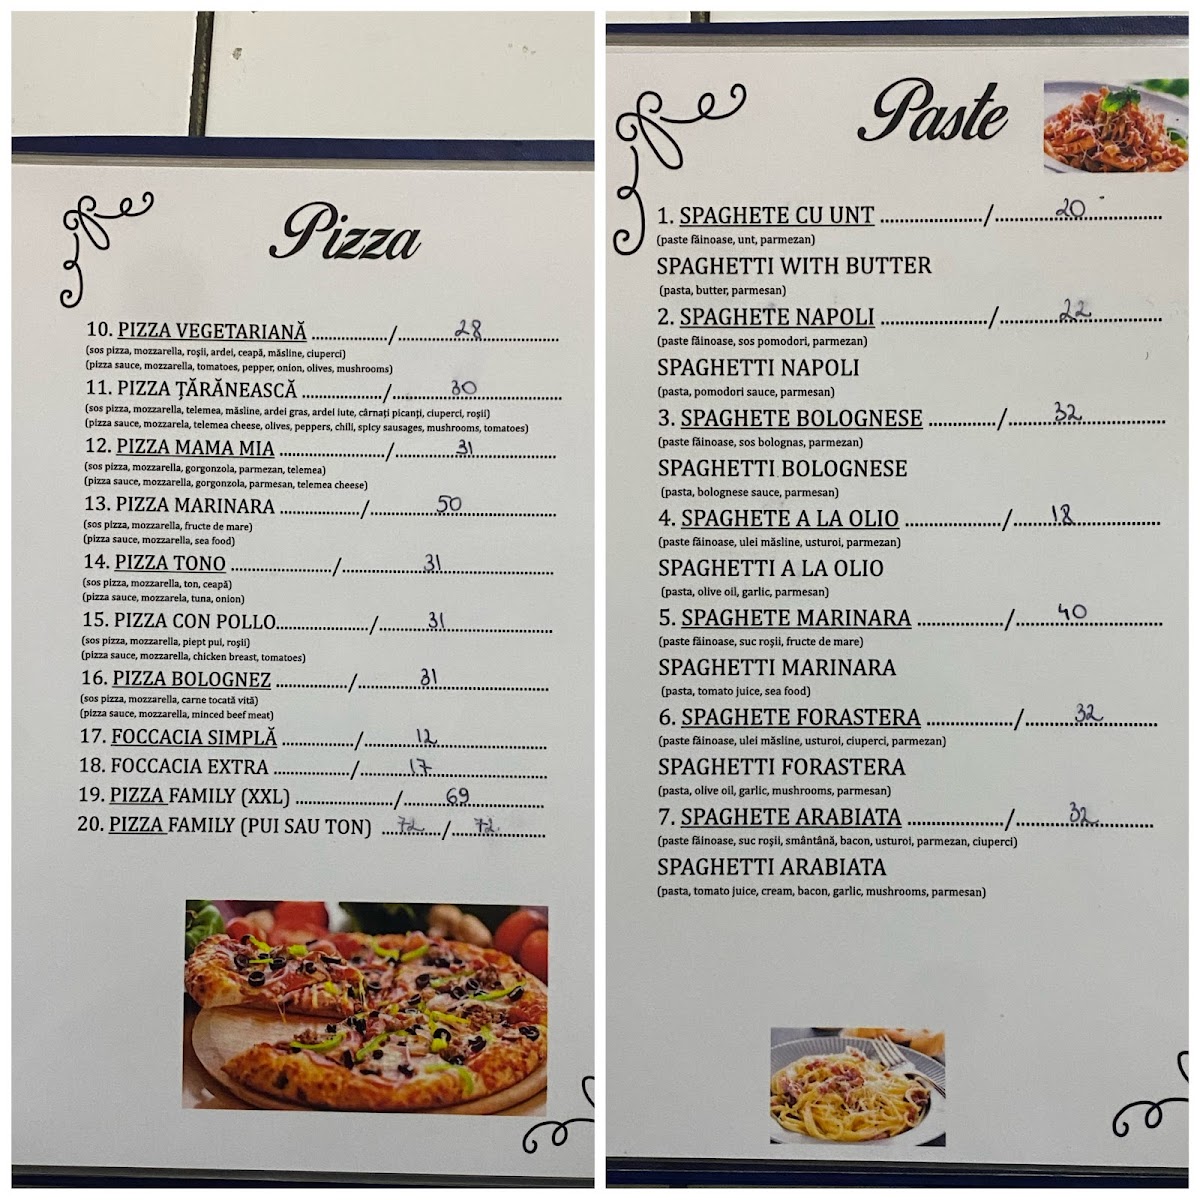 Pizza
10. PIZZA VEGETARIANĂ ............../.............28.............
(sos pizza, mozzarella, roşii, ardei, ceapă, măsline, ciuperci)
(pizza sauce, mozzarella, tomatoes, pepper, onion, olives, mushrooms)
11. PIZZA ŢĂRĂNEASCĂ ............../.............30.............
(sos pizza, mozzarella, telemea, măsline, ardei gras, ardei iute, cârnaţi picanţi, ciuperci, roşii)
(pizza sauce, mozzarela, telemea cheese, olives, peppers, chili, spicy sausages, mushrooms, tomatoes)
12. PIZZA MAMA MIA ..................../.............31.............
(sos pizza, mozzarella, gorgonzola, parmezan, telemea)
(pizza sauce, mozzarella, gorgonzola, parmesan, telemea cheese)
13. PIZZA MARINARA ................/.............50.............
(sos pizza, mozzarella, fructe de mare)
(pizza sauce, mozzarella, sea food)
14. PIZZA TONO ..................../.............31.............
(sos pizza, mozzarella, ton, ceapă)
(pizza sauce, mozzarela, tuna, onion)
15. PIZZA CON POLLO................../.............31.............
(sos pizza, mozzarella, piept pui, roşii)
(pizza sauce, mozzarella, chicken breast, tomatoes)
16. PIZZA BOLOGNEZ .............../.............31.............
(sos pizza, mozzarella, carne tocată vită)
(pizza sauce, mozzarella, minced beef meat)
17. FOCCACIA SIMPLĂ .............../.............12.............
18. FOCCACIA EXTRA .............../.............17.............
19. PIZZA FAMILY (XXL) ..................../.............69.............
20. PIZZA FAMILY (PUI SAU TON) ...72.../...72.............
Paste
1. SPAGHETE CU UNT ....................../.............20.............
(paste făinoase, unt, parmezan)
SPAGHETTI WITH BUTTER
(pasta, butter, parmesan)
2. SPAGHETE NAPOLI ....................../.............22.............
(paste făinoase, sos pomodori, parmezan)
SPAGHETTI NAPOLI
(pasta, pomodori sauce, parmesan)
3. SPAGHETE BOLOGNESE ................/.............32.............
(paste făinoase, sos bolognas, parmezan)
SPAGHETTI BOLOGNESE
(pasta, bolognese sauce, parmesan)
4. SPAGHETE A LA OLIO ..................../.............18.............
(paste făinoase, ulei măsline, usturoi, parmezan)
SPAGHETTI A LA OLIO
(pasta, olive oil, garlic, parmesan)
5. SPAGHETE MARINARA .................../.............40.............
(paste făinoase, suc roşii, fructe de mare)
SPAGHETTI MARINARA
(pasta, tomato juice, sea food)
6. SPAGHETE FORASTERA .................../.............32.............
(paste făinoase, ulei măsline, usturoi, ciuperci, parmezan)
SPAGHETTI FORASTERA
(pasta, olive oil, garlic, mushrooms, parmesan)
7. SPAGHETE ARABIATA ..................../.............32.............
(paste făinoase, suc roşii, smântână, bacon, usturoi, parmezan, ciuperci)
SPAGHETTI ARABIATA
(pasta, tomato juice, cream, bacon, garlic, mushrooms, parmesan)